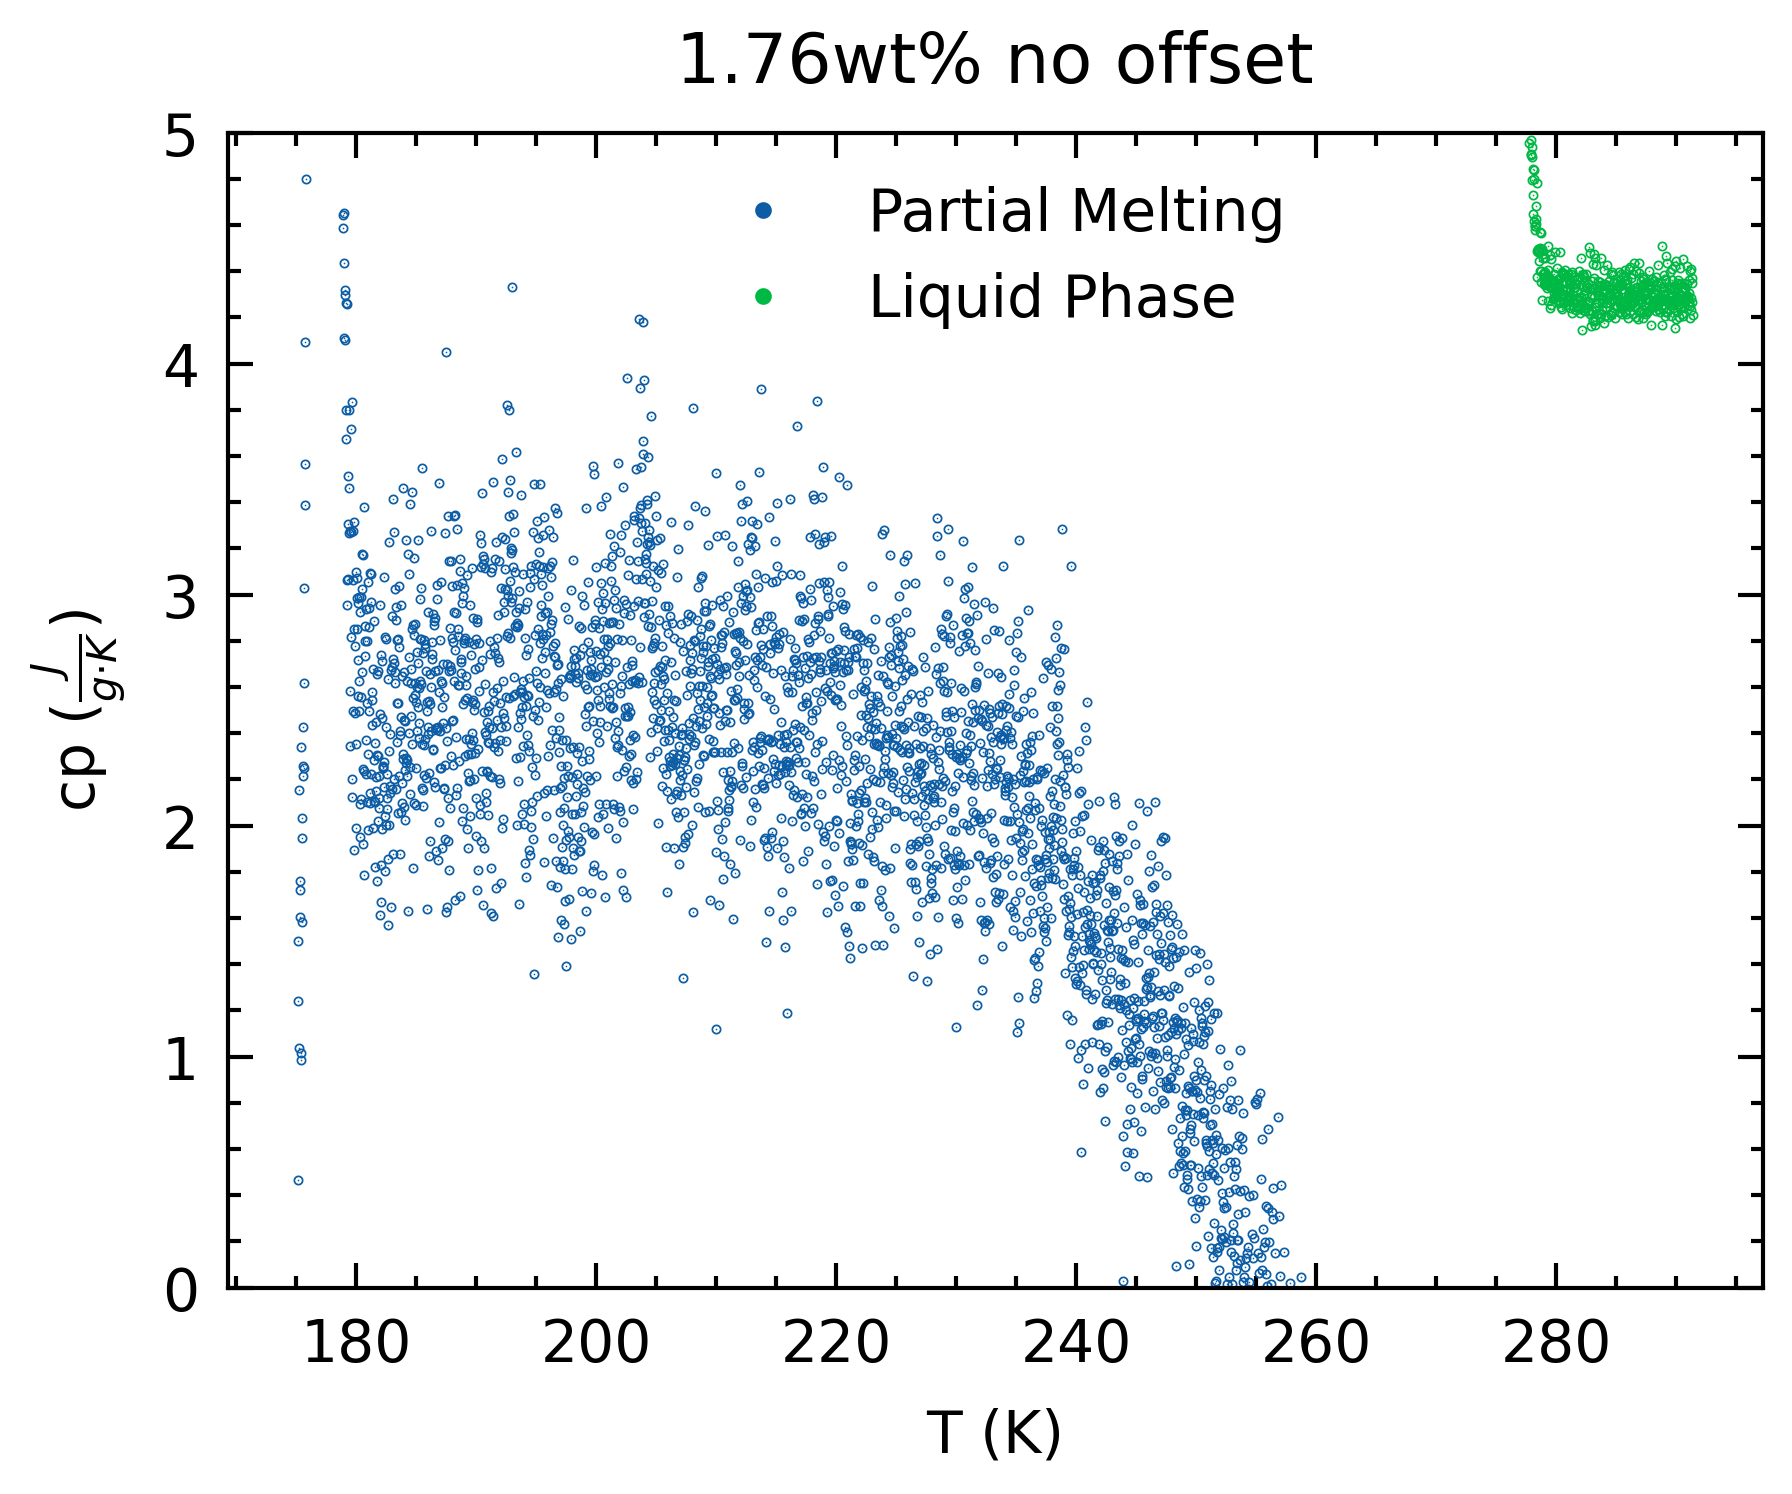 1.76wt% no offset
5
4
3
2
1
0
cp (J/g·K)
Partial Melting
Liquid Phase
180 200 220 240 260 280
T (K)